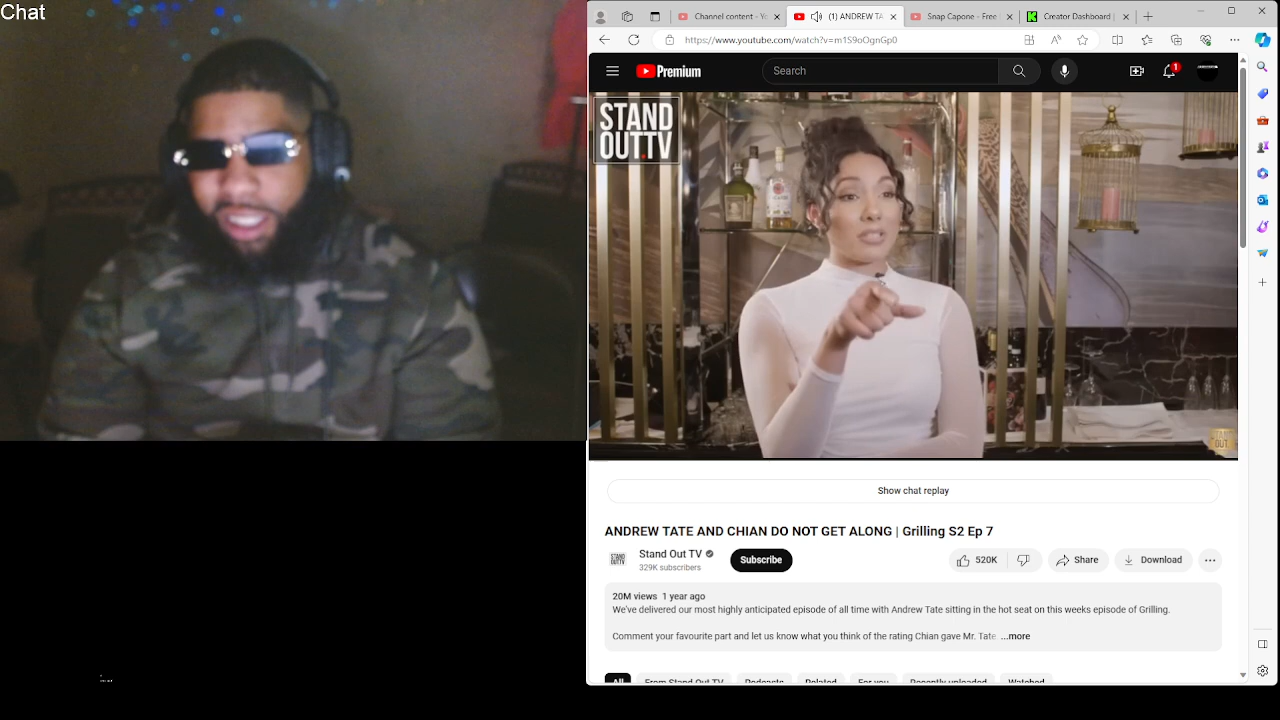 Chat
Channel content - Yo
(1) ANDREW TA
Snap Capone - Free
Creator Dashboard |
https://www.youtube.com/watch?v=m1S9oOgnGp0
Premium
Search
1
STAND
OUT.TV
Show chat replay
ANDREW TATE AND CHIAN DO NOT GET ALONG | Grilling S2 Ep 7
Stand Out TV
329K subscribers
Subscribe
520K
Share
Download
20M views 1 year ago
We've delivered our most highly anticipated episode of all time with Andrew Tate sitting in the hot seat on this weeks episode of Grilling.
Comment your favourite part and let us know what you think of the rating Chian gave Mr. Tate ...more
All
From Stand Out TV
Podcasts
Related
For you
Recently uploaded
Watched